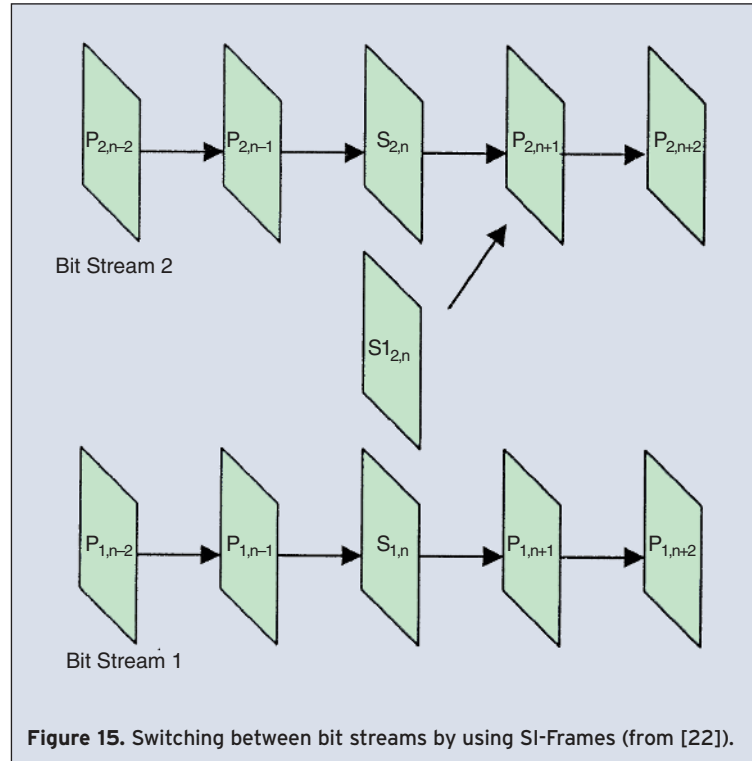 P2,n–2 P2,n–1 S2,n P2,n+1 P2,n+2
Bit Stream 2
S12,n
P1,n–2 P1,n–1 S1,n P1,n+1 P1,n+2
Bit Stream 1
Figure 15. Switching between bit streams by using SI-Frames (from [22]).